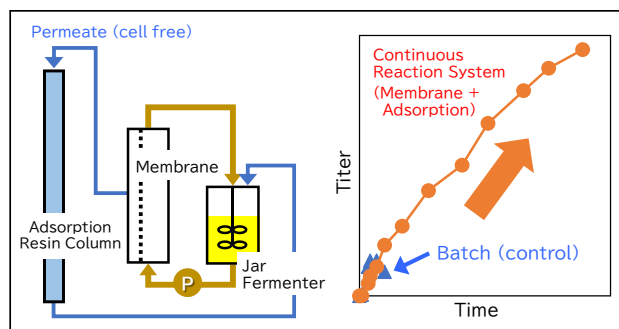 Permeate (cell free)
Membrane
Adsorption
Resin Column
P
Jar
Fermenter
Continuous
Reaction System
(Membrane +
Adsorption)
Titer
Batch (control)
Time